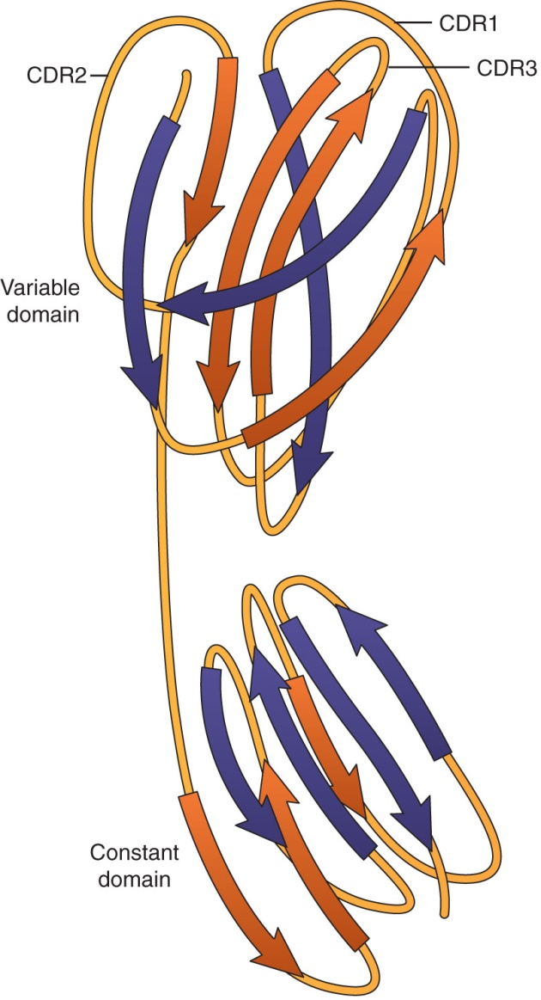 CDR1
CDR3
CDR2
Variable
domain
Constant
domain